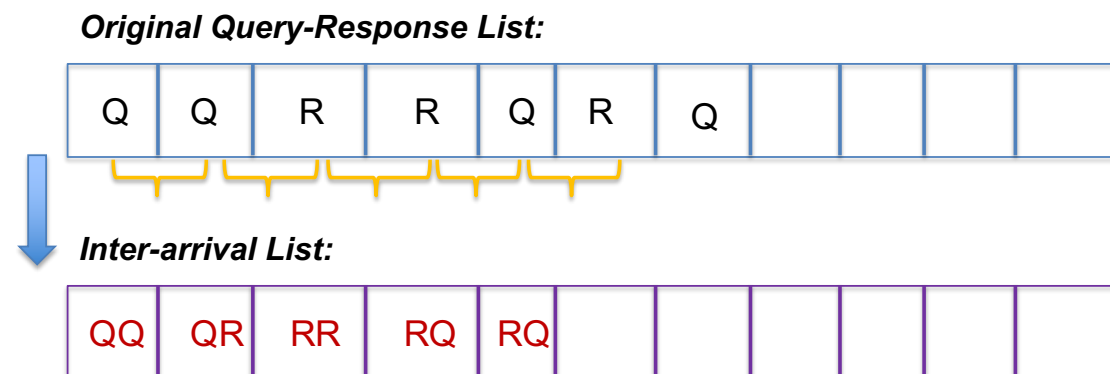 Original Query-Response List:
Q Q R R Q R Q
Inter-arrival List:
QQ QR RR RQ RQ